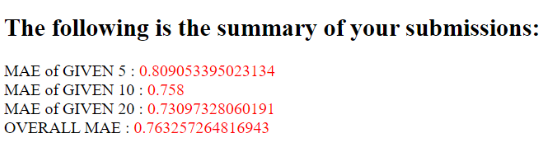 The following is the summary of your submissions:
MAE of GIVEN 5 : 0.809053395023134
MAE of GIVEN 10 : 0.758
MAE of GIVEN 20 : 0.73097328060191
OVERALL MAE : 0.763257264816943